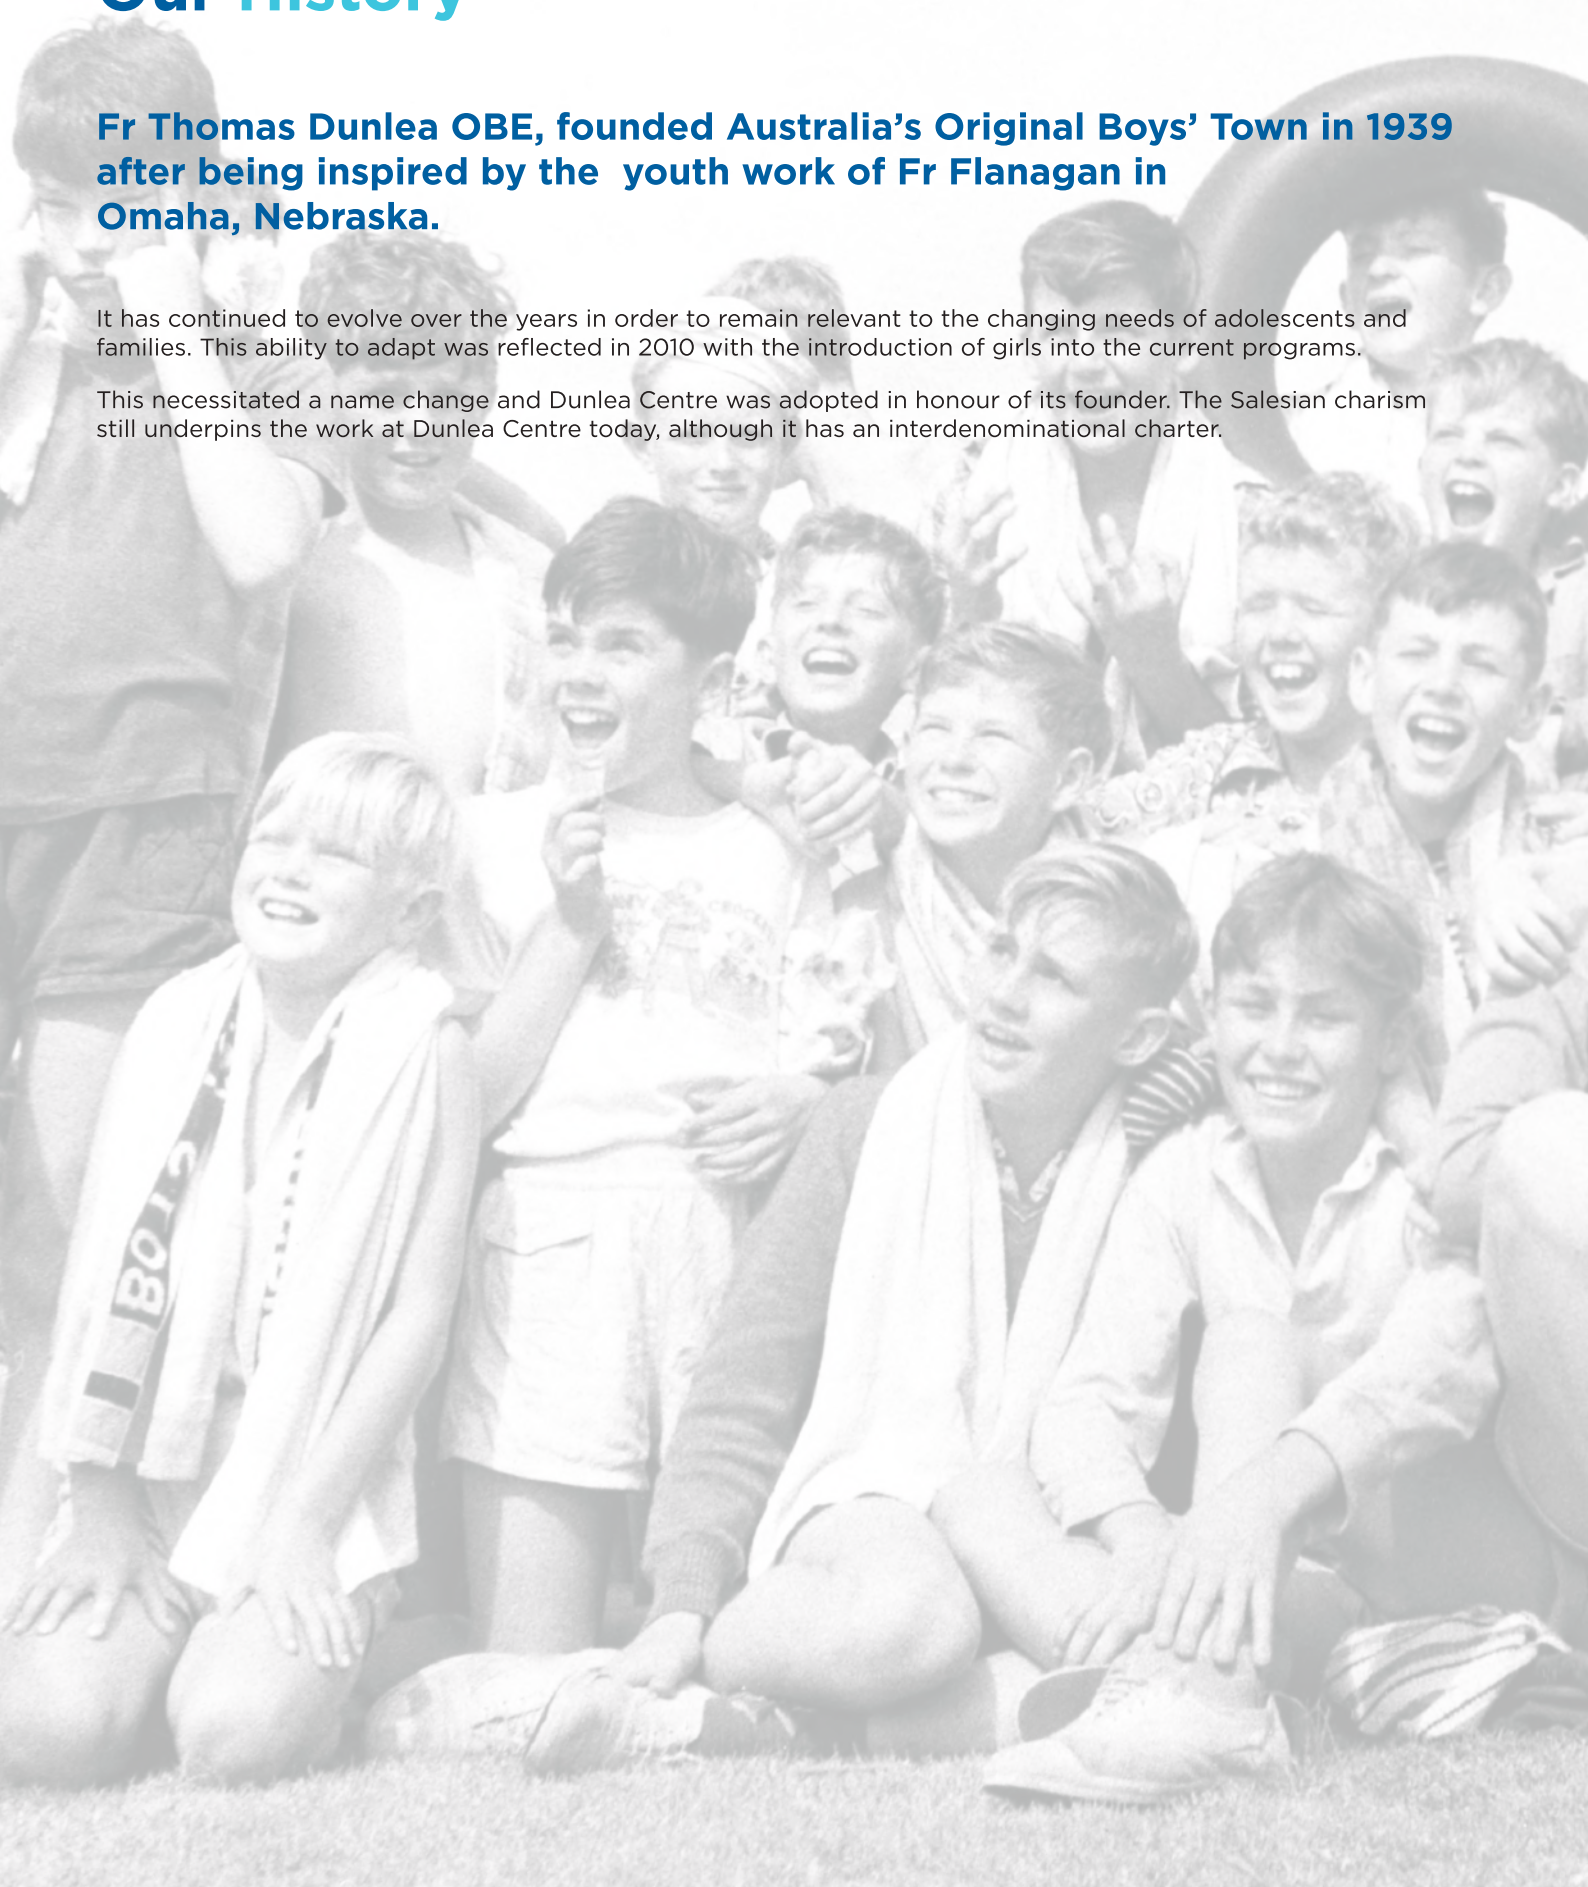 Our History
Fr Thomas Dunlea OBE, founded Australia’s Original Boys’ Town in 1939
after being inspired by the  youth work of Fr Flanagan in
Omaha, Nebraska.
It has continued to evolve over the years in order to remain relevant to the changing needs of adolescents and
families. This ability to adapt was reflected in 2010 with the introduction of girls into the current programs.
This necessitated a name change and Dunlea Centre was adopted in honour of its founder. The Salesian charism
still underpins the work at Dunlea Centre today, although it has an interdenominational charter.